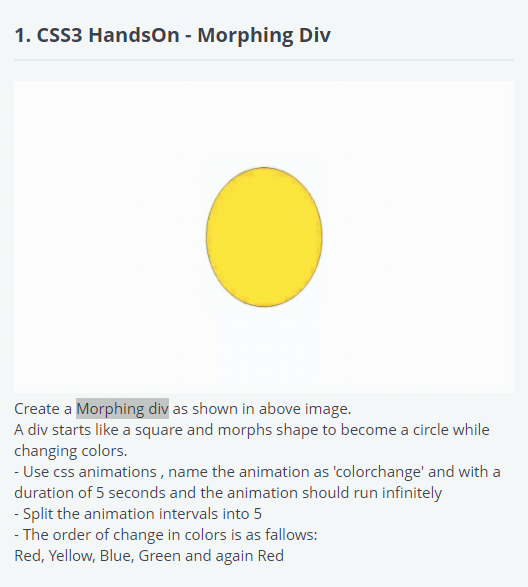 1. CSS3 HandsOn - Morphing Div
Create a Morphing div as shown in above image.
A div starts like a square and morphs shape to become a circle while
changing colors.
- Use css animations , name the animation as 'colorchange' and with a
duration of 5 seconds and the animation should run infinitely
- Split the animation intervals into 5
- The order of change in colors is as fallows:
Red, Yellow, Blue, Green and again Red